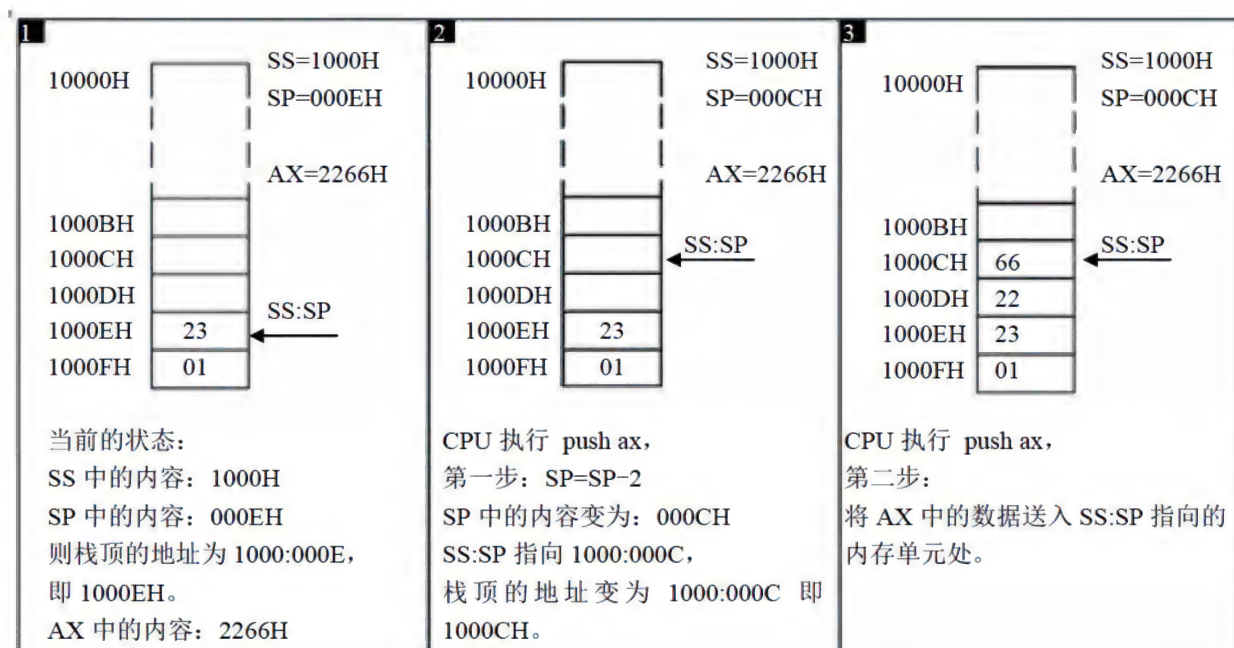 1
SS=1000H
10000H
SP=000EH
AX=2266H
1000BH
1000CH
1000DH
SS:SP
1000EH 23
1000FH 01
当前的状态：
SS 中的内容：1000H
SP 中的内容：000EH
则栈顶的地址为 1000:000E，
即 1000EH。
AX 中的内容：2266H
2
SS=1000H
10000H
SP=000CH
AX=2266H
1000BH
SS:SP
1000CH
1000DH
1000EH 23
1000FH 01
CPU 执行 push ax，
第一步：SP=SP−2
SP 中的内容变为：000CH
SS:SP 指向 1000:000C，
栈顶的地址变为 1000:000C 即
1000CH。
3
SS=1000H
10000H
SP=000CH
AX=2266H
1000BH
SS:SP
1000CH 66
1000DH 22
1000EH 23
1000FH 01
CPU 执行 push ax，
第二步：
将 AX 中的数据送入 SS:SP 指向的
内存单元处。